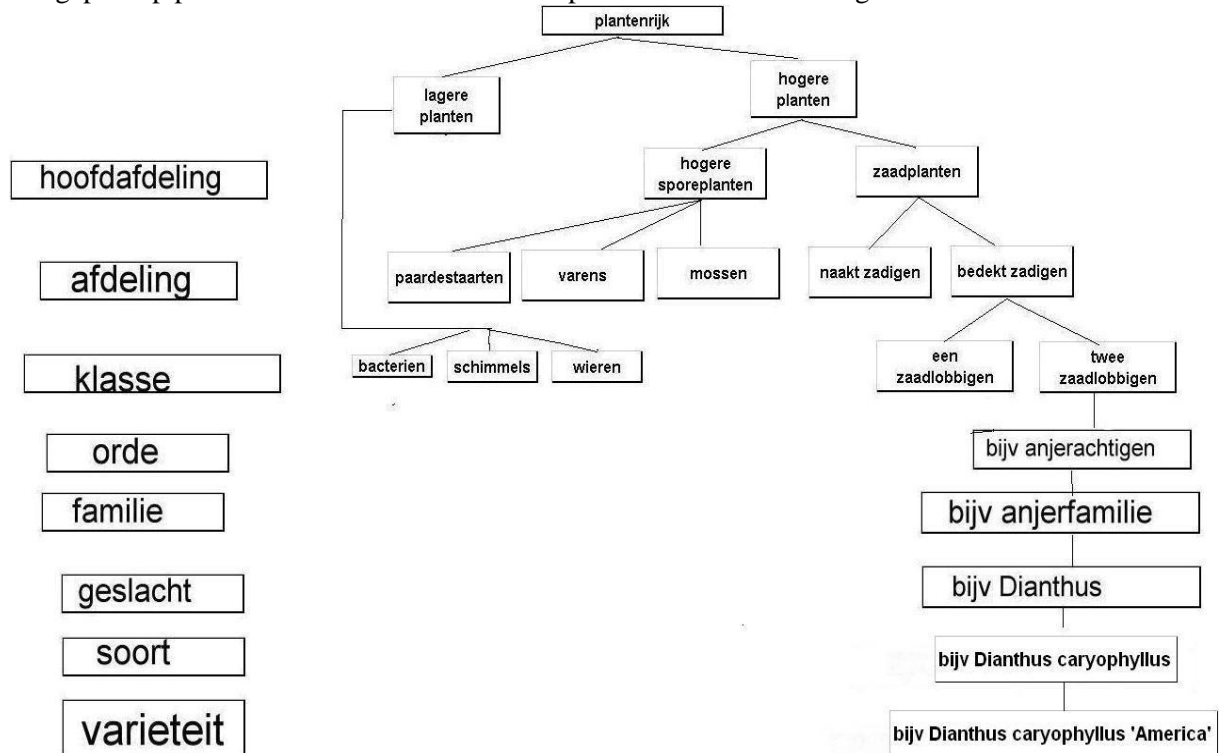 plantenrijk
lagere
planten
hogere
planten
hoofdafdeling
hogere
sporeplanten
zaadplanten
afdeling
paardestaarten
varens
mossen
naakt zadigen
bedekt zadigen
klasse
bacterien
schimmels
wieren
een
zaadlobbigen
twee
zaadlobbigen
orde
bijv anjerachtigen
familie
bijv anjerfamilie
geslacht
bijv Dianthus
soort
bijv Dianthus caryophyllus
varieteit
bijv Dianthus caryophyllus 'America'